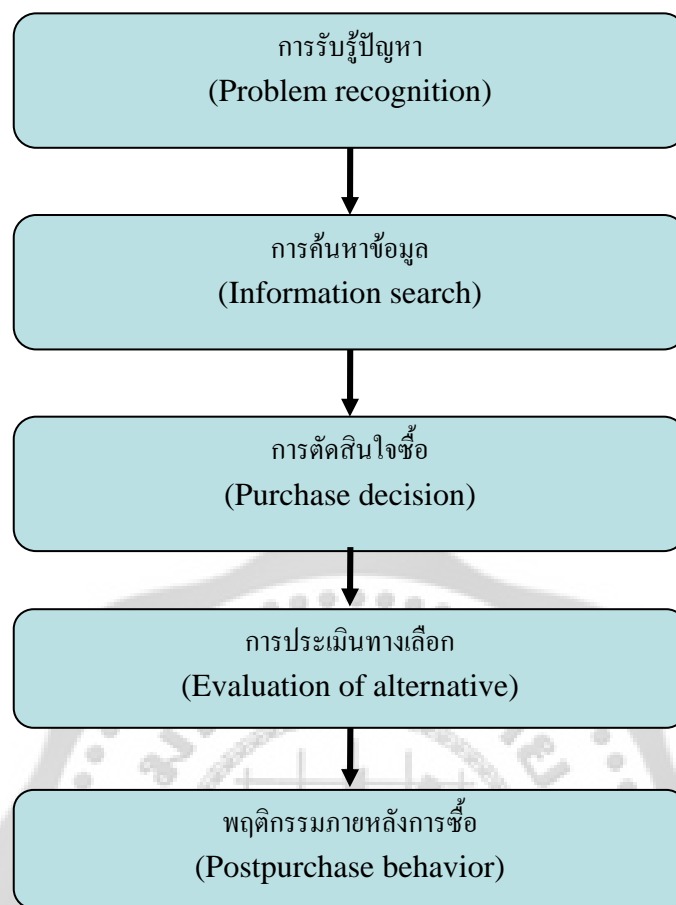 การรับรู้ปัญหา
(Problem recognition)
การค้นหาข้อมูล
(Information search)
การตัดสินใจซื้อ
(Purchase decision)
การประเมินทางเลือก
(Evaluation of alternative)
พฤติกรรมภายหลังการซื้อ
(Postpurchase behavior)